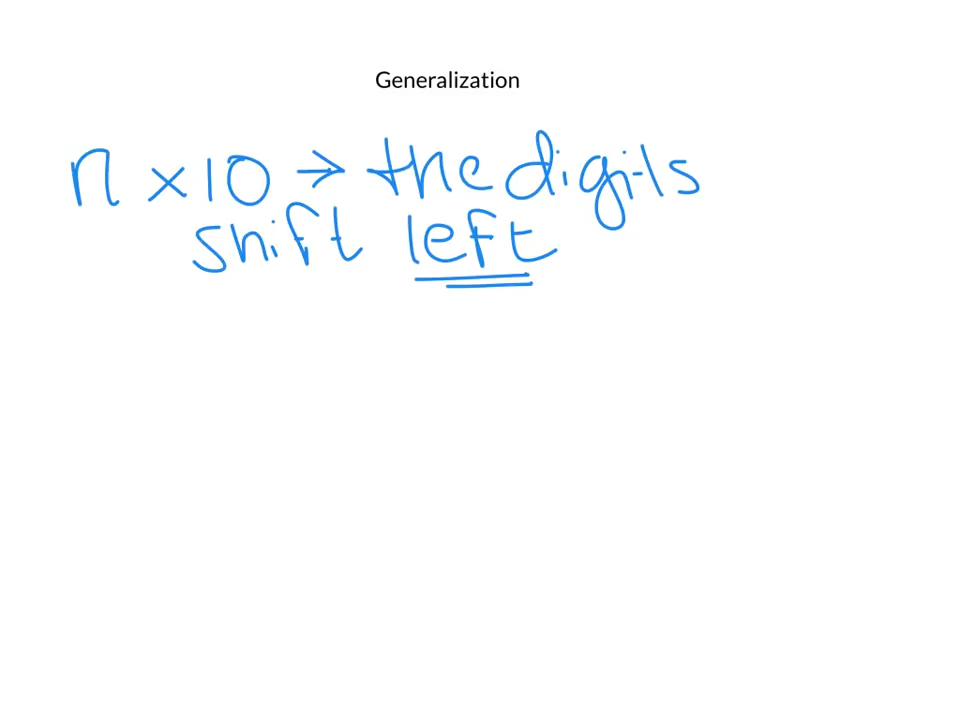 Generalization
n × 10 → the digits
shift left